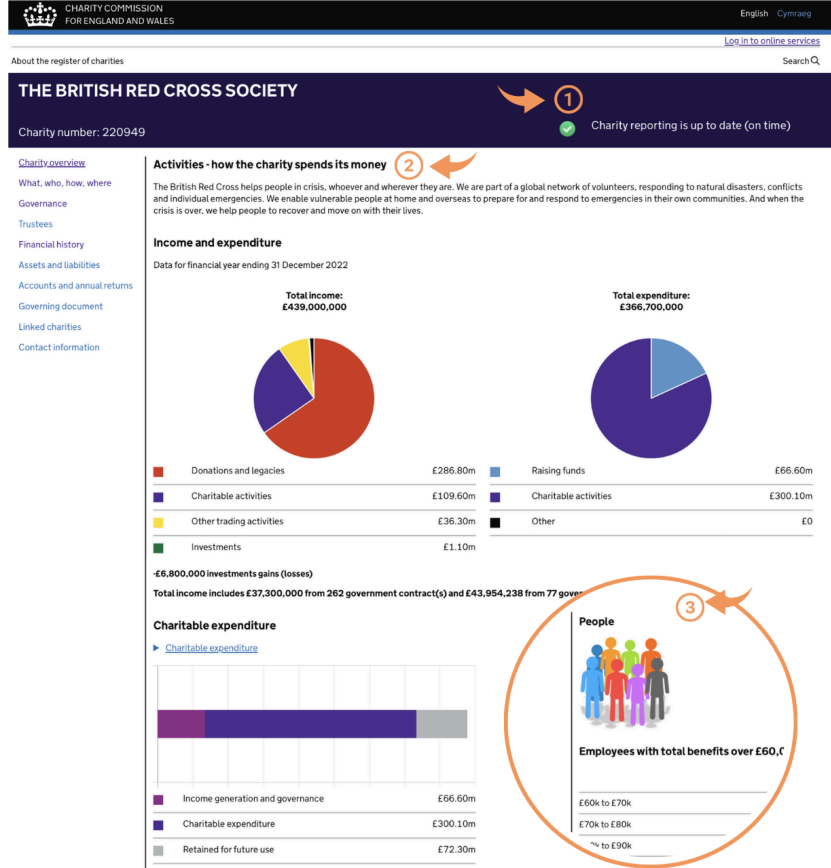 CHARITY COMMISSION
FOR ENGLAND AND WALES
English Cymraeg
Log in to online services
About the register of charities
Search
THE BRITISH RED CROSS SOCIETY
1
Charity number: 220949
Charity reporting is up to date (on time)
Charity overview
What, who, how, where
Governance
Trustees
Financial history
Assets and liabilities
Accounts and annual returns
Governing document
Linked charities
Contact information
Activities - how the charity spends its money
2
The British Red Cross helps people in crisis, whoever and wherever they are. We are part of a global network of volunteers, responding to natural disasters, conflicts
and individual emergencies. We enable vulnerable people at home and overseas to prepare for and respond to emergencies in their own communities. And when the
crisis is over, we help people to recover and move on with their lives.
Income and expenditure
Data for financial year ending 31 December 2022
Total income:
£439,000,000
Total expenditure:
£366,700,000
Donations and legacies £286.80m
Charitable activities £109.60m
Other trading activities £36.30m
Investments £1.10m
Raising funds £66.60m
Charitable activities £300.10m
Other £0
-£6,800,000 investments gains (losses)
Total income includes £37,300,000 from 262 government contract(s) and £43,954,238 from 77
Charitable expenditure
Charitable expenditure
Income generation and governance £66.60m
Charitable expenditure £300.10m
Retained for future use £72.30m
3
People
Employees with total benefits over
£60k to £70k
£70k to £80k
to £90k